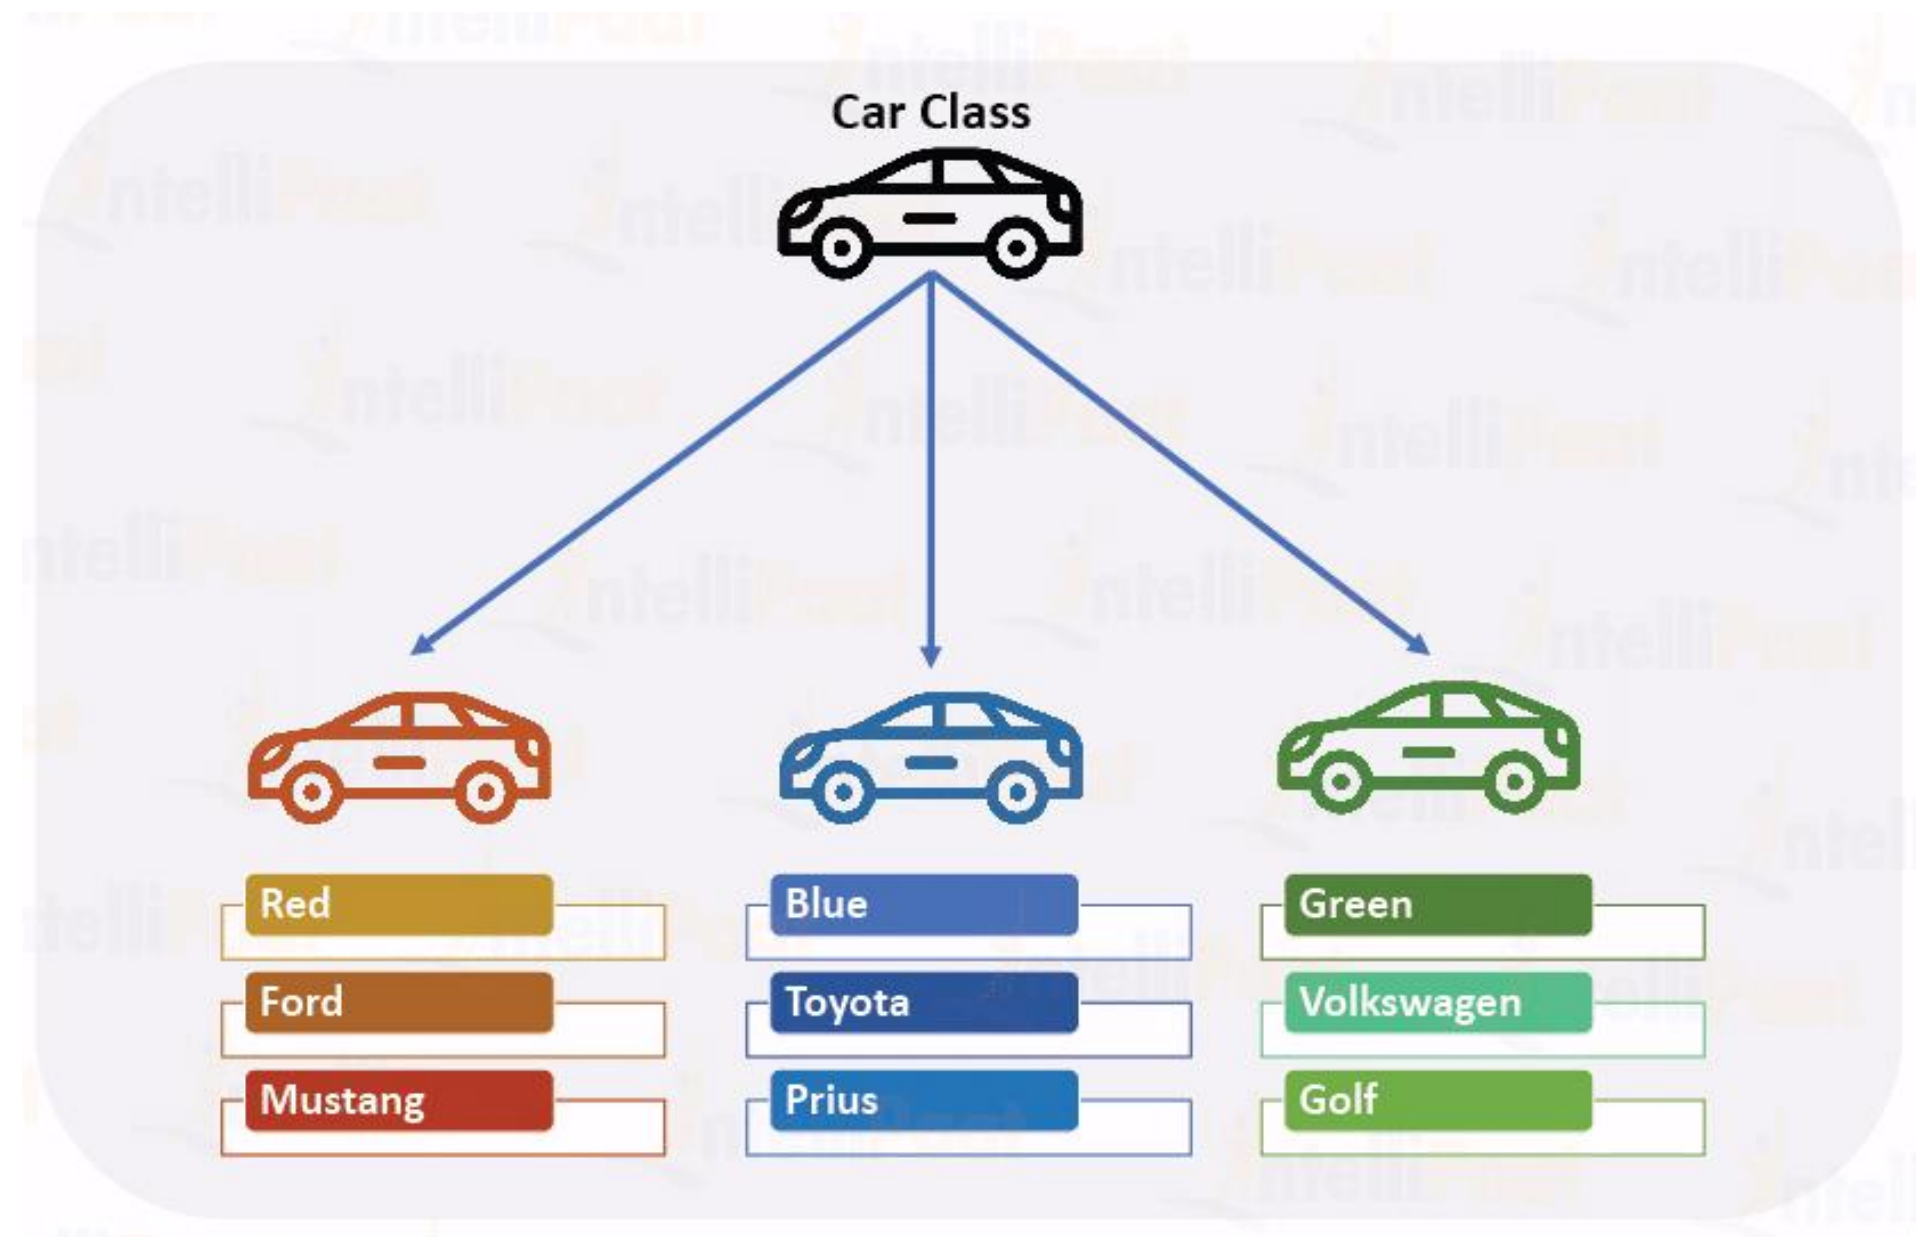 Car Class
Red
Ford
Mustang
Blue
Toyota
Prius
Green
Volkswagen
Golf